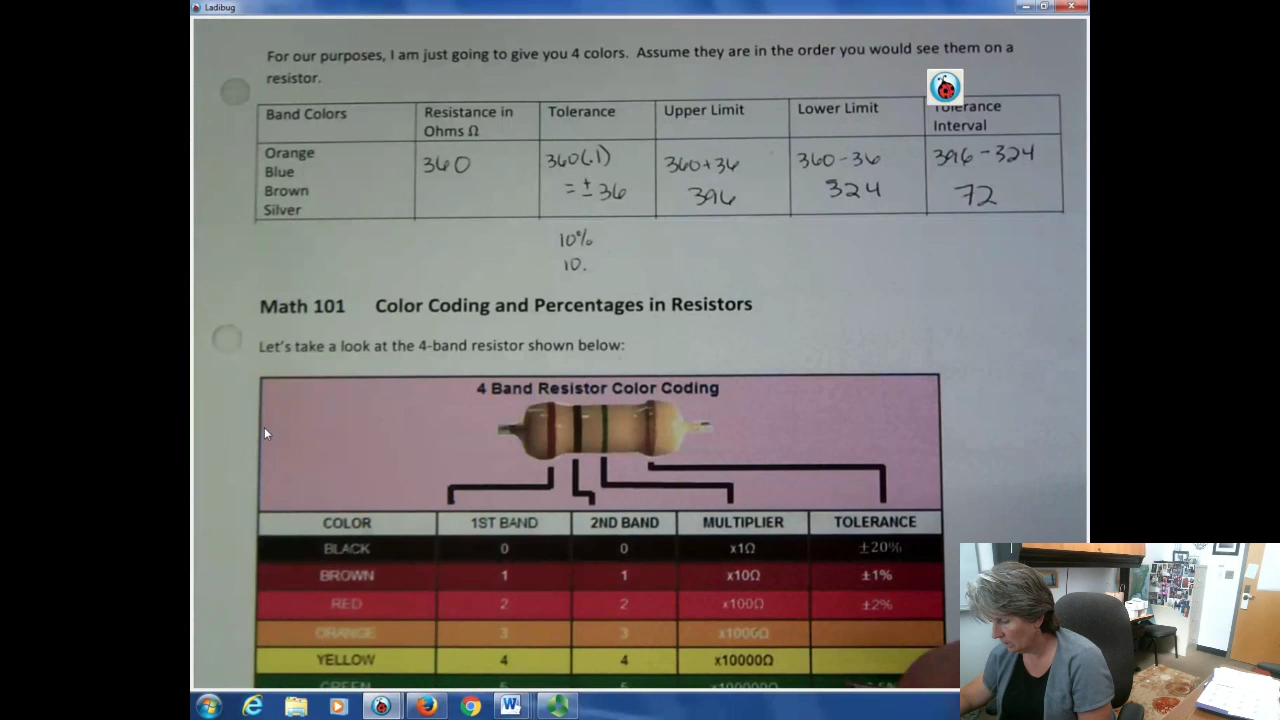 Ladibug
For our purposes, I am just going to give you 4 colors. Assume they are in the order you would see them on a
resistor.
Band Colors
Resistance in
Ohms Ω
Tolerance
Upper Limit
Lower Limit
Tolerance
Interval
Orange
Blue
Brown
Silver
360
360(.1)
= ± 36
360+36
396
360-36
324
396-324
72
10%
10.
Math 101 Color Coding and Percentages in Resistors
Let's take a look at the 4-band resistor shown below:
4 Band Resistor Color Coding
COLOR 1ST BAND 2ND BAND MULTIPLIER TOLERANCE
BLACK 0 0 x1Ω ±20%
BROWN 1 1 x10Ω ±1%
RED 2 2 x100Ω ±2%
ORANGE 3 3 x1000Ω
YELLOW 4 4 x10000Ω
GREEN